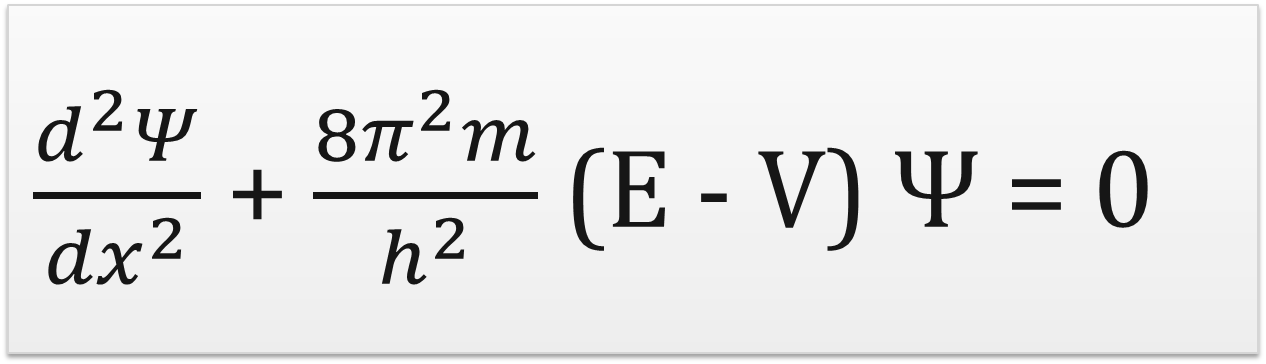 d²Ψ/dx² + 8π²m/h² (E - V) Ψ = 0